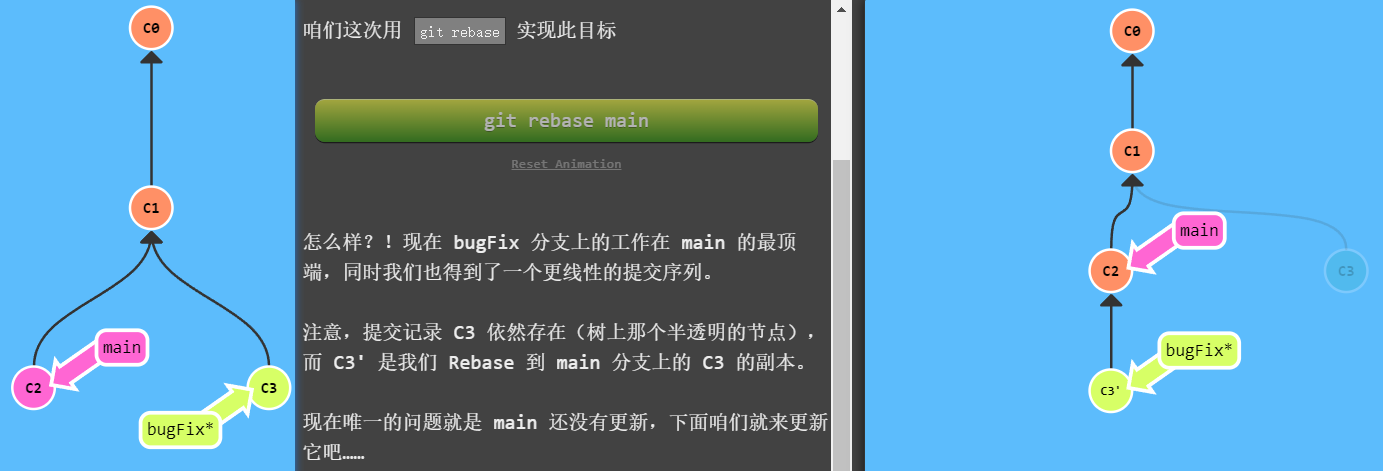 C0
C1
main
C2
C3
bugFix*
咱们这次用 git rebase 实现此目标
git rebase main
Reset Animation
怎么样？！现在 bugFix 分支上的工作在 main 的最顶
端，同时我们也得到了一个更线性的提交序列。
注意，提交记录 C3 依然存在（树上那个半透明的节点），
而 C3' 是我们 Rebase 到 main 分支上的 C3 的副本。
现在唯一的问题就是 main 还没有更新，下面咱们就来更新
它吧……
C0
C1
main
C2
C3
bugFix*
C3'